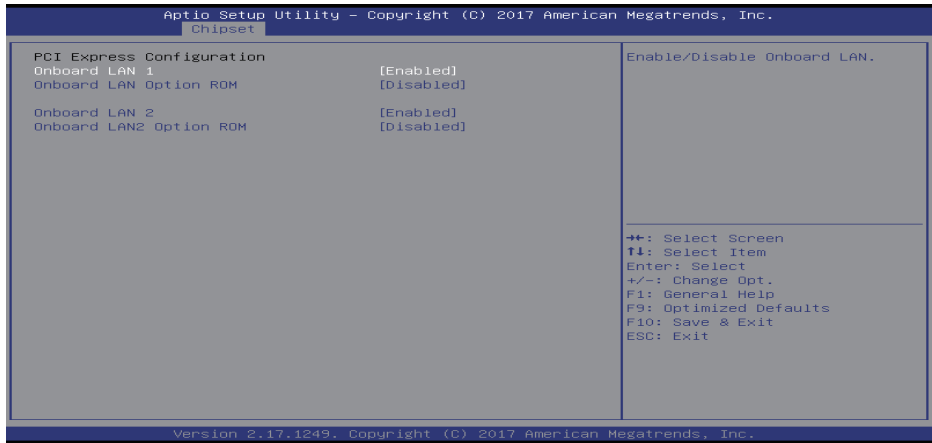 Aptio Setup Utility – Copyright (C) 2017 American Megatrends, Inc.
Chipset
PCI Express Configuration
Onboard LAN 1 [Enabled]
Onboard LAN Option ROM [Disabled]
Onboard LAN 2 [Enabled]
Onboard LAN2 Option ROM [Disabled]
Enable/Disable Onboard LAN.
→←: Select Screen
↑↓: Select Item
Enter: Select
+/-: Change Opt.
F1: General Help
F9: Optimized Defaults
F10: Save & Exit
ESC: Exit
Version 2.17.1249. Copyright (C) 2017 American Megatrends, Inc.